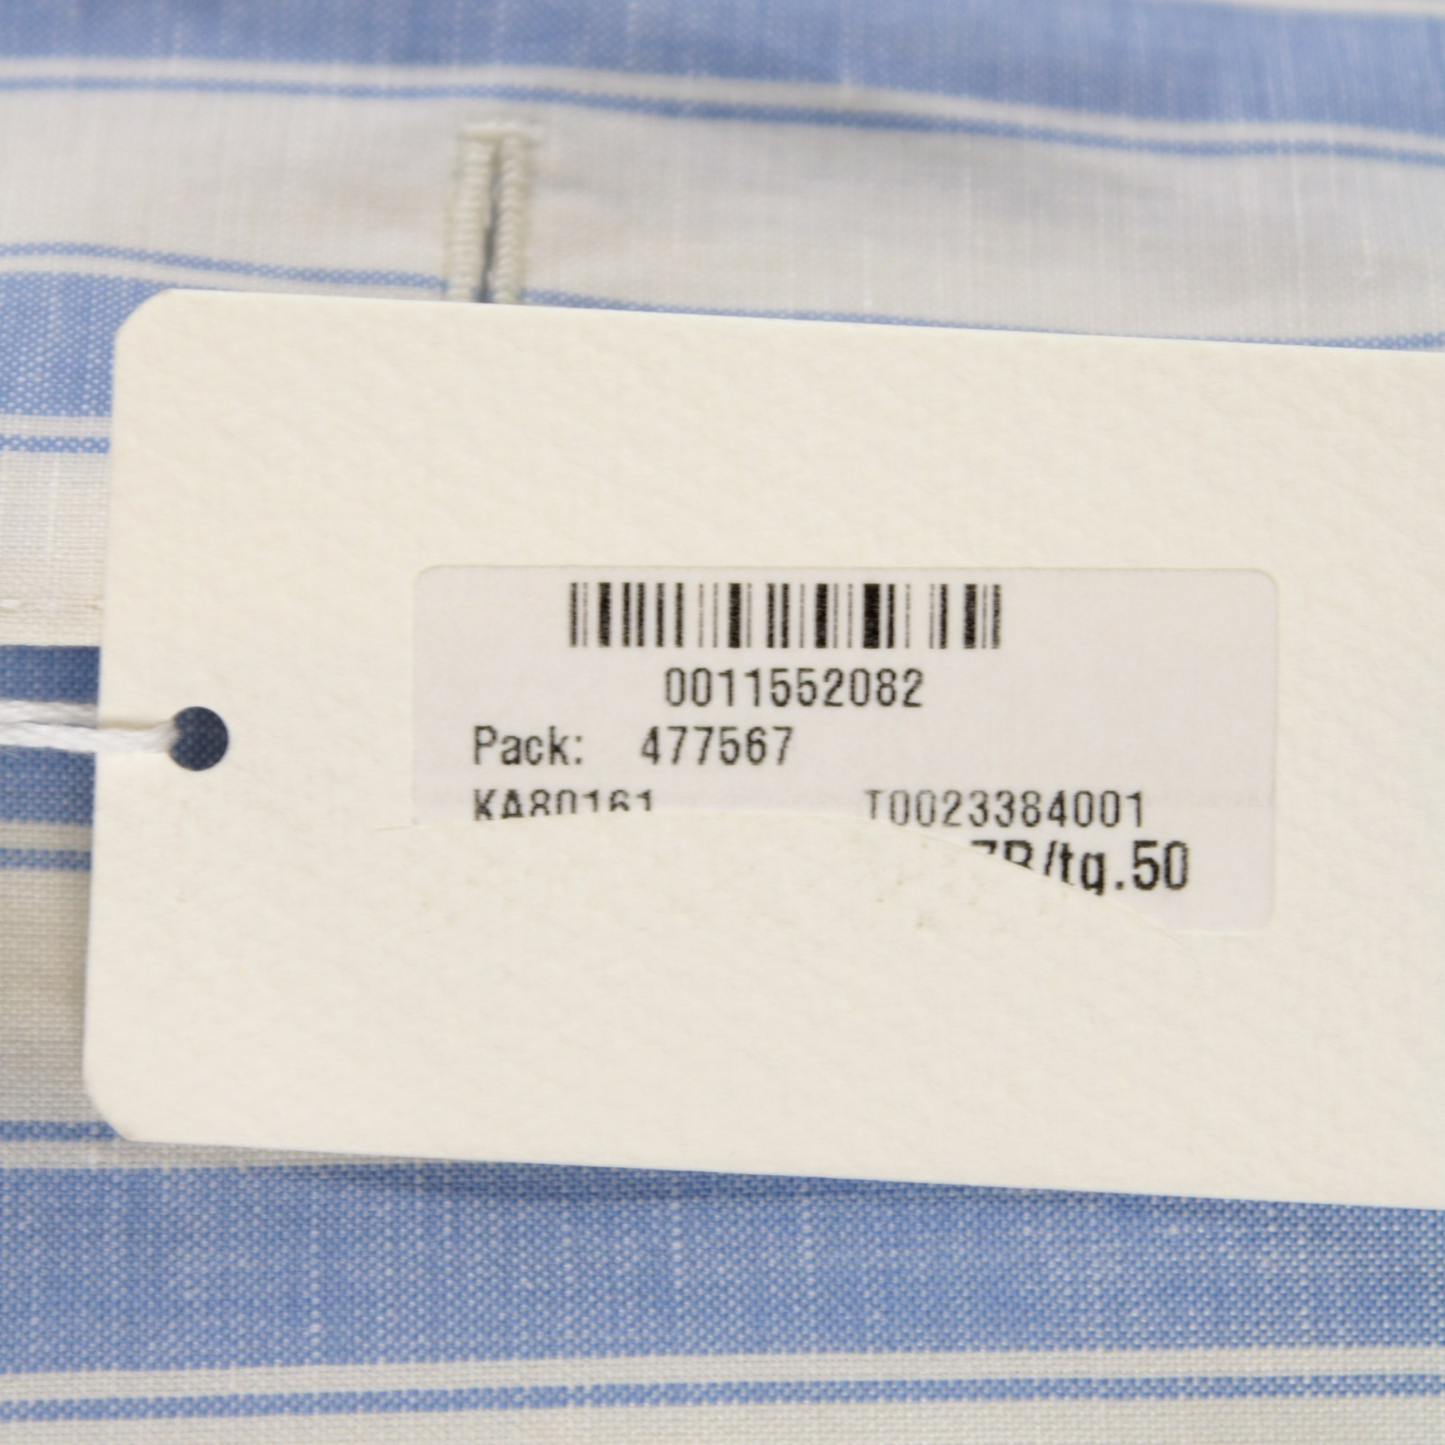 0011552082
Pack: 477567
KA80161 T0023384001
/tg.50